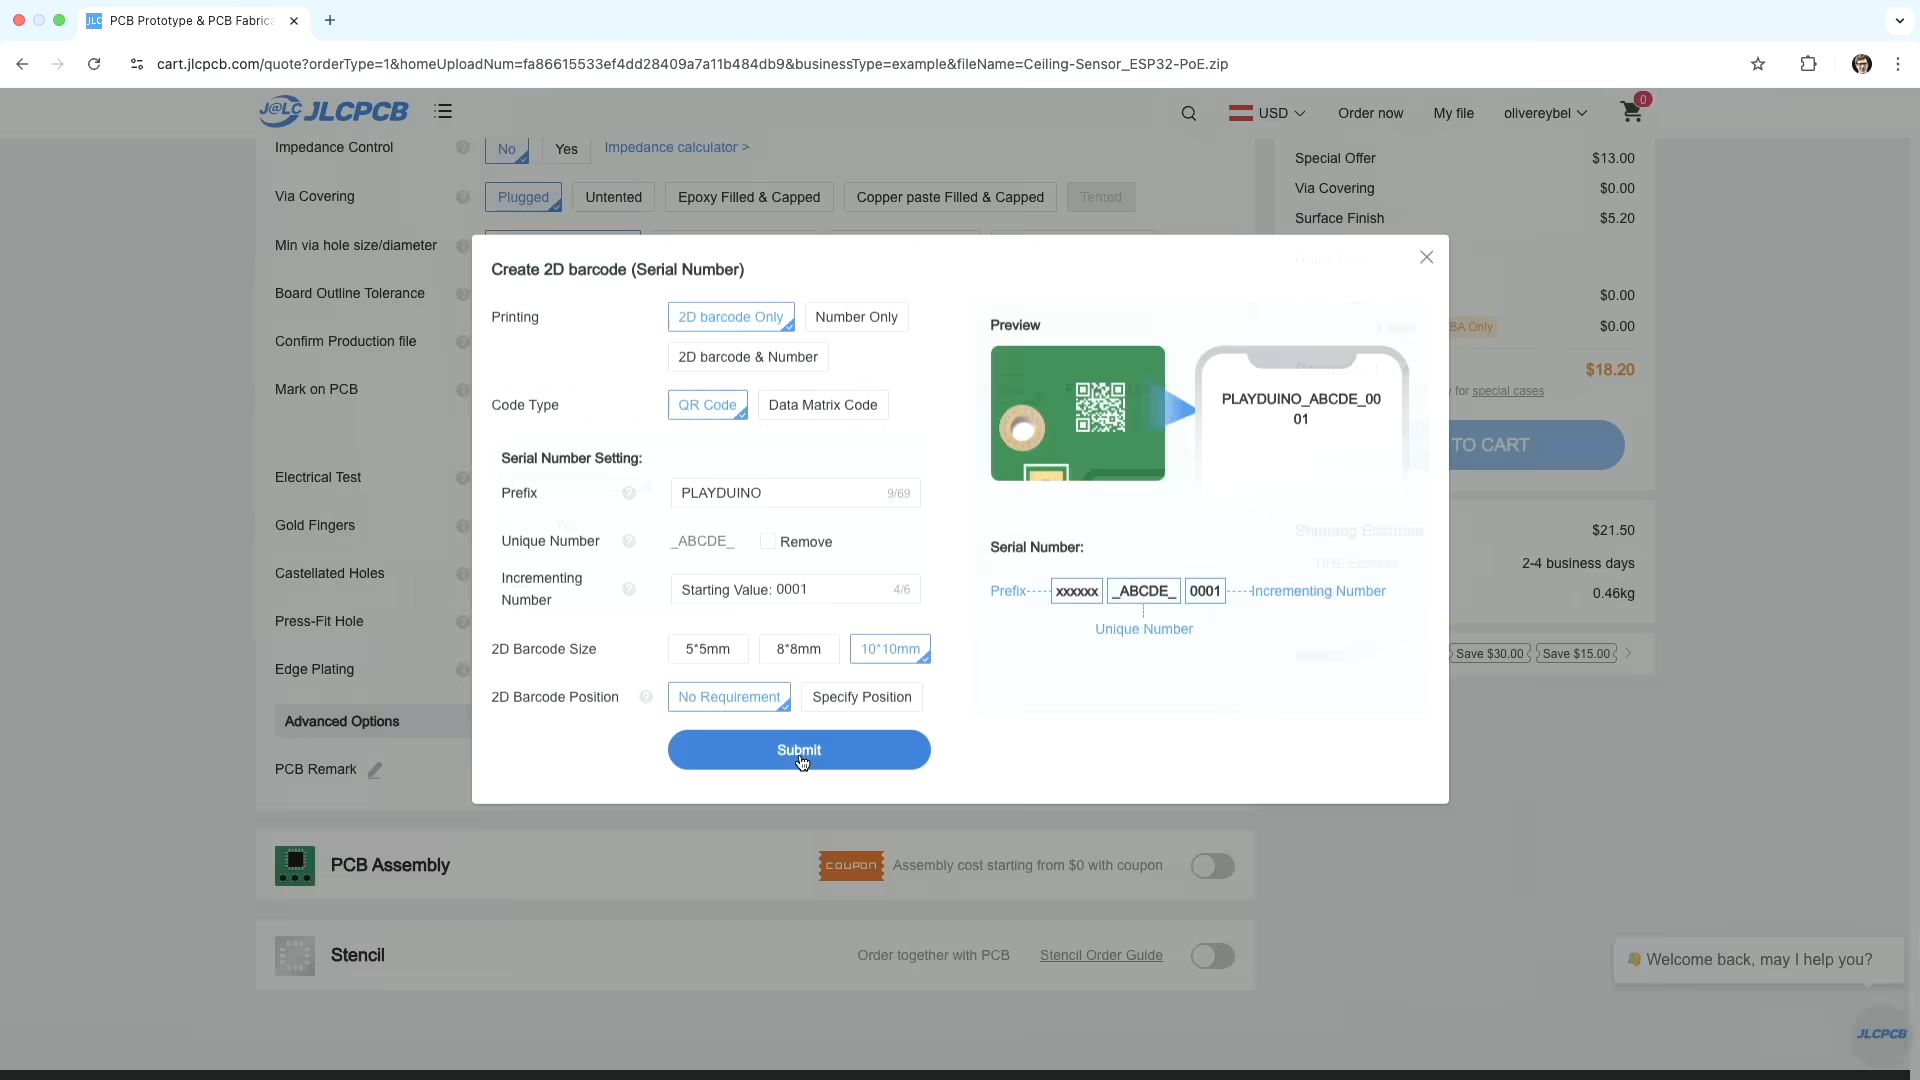 JLC PCB Prototype & PCB Fabrica
cart.jlcpcb.com/quote?orderType=1&homeUploadNum=fa86615533ef4dd28409a7a11b484db9&businessType=example&fileName=Ceiling-Sensor_ESP32-PoE.zip
J@LC JLCPCB
USD
Order now
My file
olivereybel
0
Impedance Control
No
Yes
Impedance calculator >
Via Covering
Plugged
Untented
Epoxy Filled & Capped
Copper paste Filled & Capped
Tented
Min via hole size/diameter
Board Outline Tolerance
Confirm Production file
Mark on PCB
Electrical Test
Gold Fingers
Castellated Holes
Press-Fit Hole
Edge Plating
Advanced Options
PCB Remark
Special Offer
$13.00
Via Covering
$0.00
Surface Finish
$5.20
$0.00
BA Only
$0.00
$18.20
for special cases
TO CART
$21.50
2-4 business days
0.46kg
Save $30.00
Save $15.00
Create 2D barcode (Serial Number)
Printing
2D barcode Only
Number Only
2D barcode & Number
Code Type
QR Code
Data Matrix Code
Serial Number Setting:
Prefix
PLAYDUINO
9/69
Unique Number
_ABCDE_
Remove
Incrementing
Number
Starting Value: 0001
4/6
2D Barcode Size
5*5mm
8*8mm
10*10mm
2D Barcode Position
No Requirement
Specify Position
Submit
Preview
PLAYDUINO_ABCDE_00
01
Serial Number:
Prefix
xxxxxx
_ABCDE_
0001
Incrementing Number
Unique Number
PCB Assembly
COUPON
Assembly cost starting from $0 with coupon
Stencil
Order together with PCB
Stencil Order Guide
Welcome back, may I help you?
JLCPCB